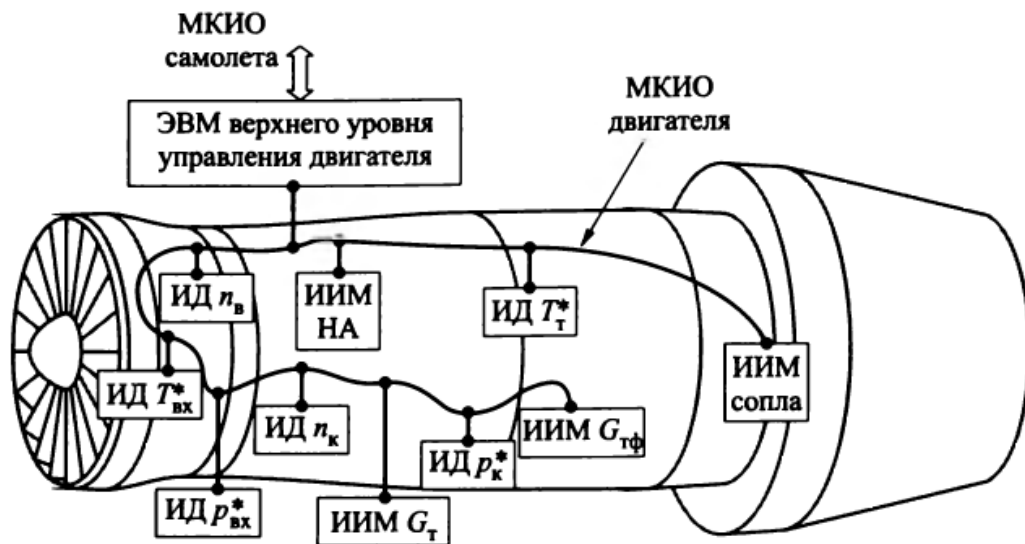 МКИО
самолета
ЭВМ верхнего уровня
управления двигателя
МКИО
двигателя
ИД nв
ИИМ
НА
ИД T*т
ИД T*вх
ИД nк
ИИМ
сопла
ИИМ Gтф
ИД p*к
ИД p*вх
ИИМ Gт